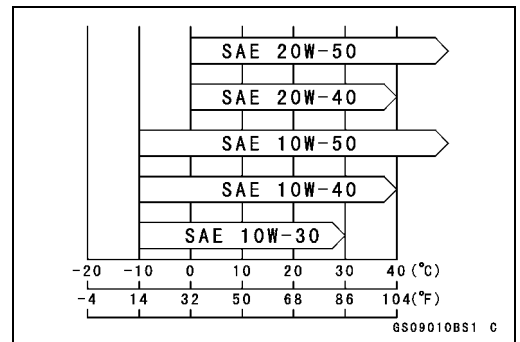 SAE 20W-50
SAE 20W-40
SAE 10W-50
SAE 10W-40
SAE 10W-30
-20 -10 0 10 20 30 40 (°C)
-4 14 32 50 68 86 104(°F)
GS09010BS1 C